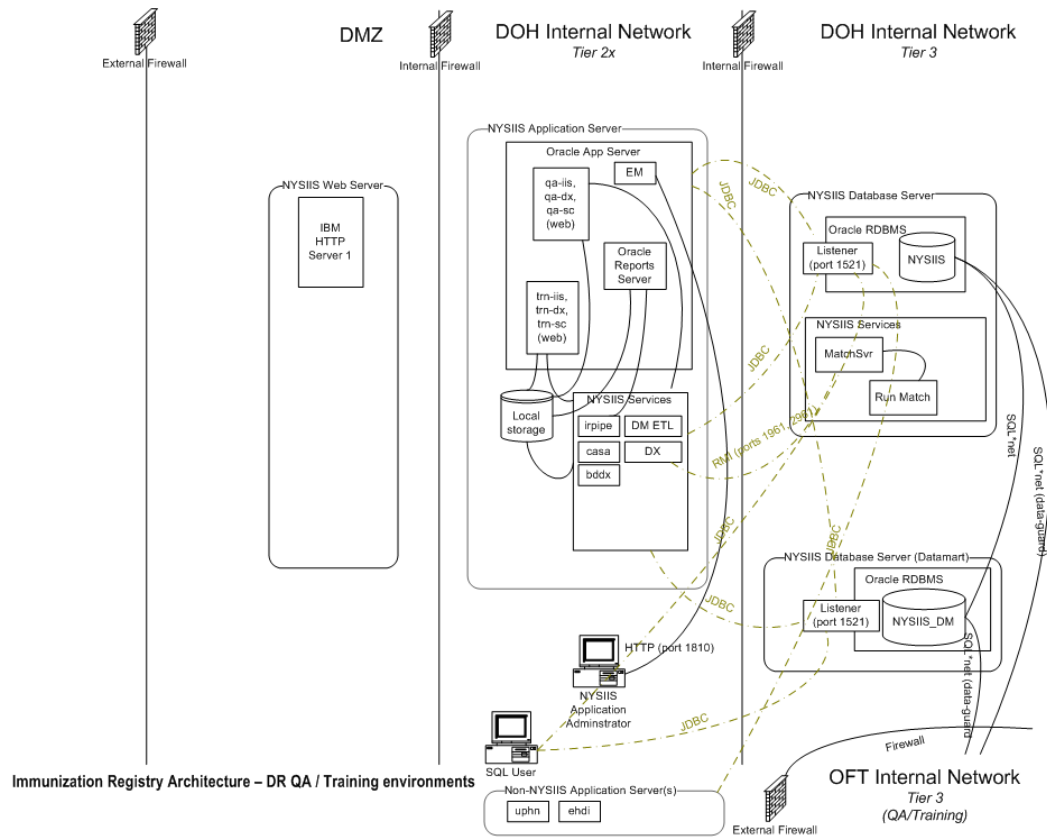 DMZ
DOH Internal Network
Tier 2x
DOH Internal Network
Tier 3
External Firewall
Internal Firewall
Internal Firewall
NYSIIS Web Server
IBM
HTTP
Server 1
NYSIIS Application Server
Oracle App Server
qa-iis,
qa-dx,
qa-sc
(web)
EM
Oracle
Reports
Server
trn-iis,
trn-dx,
trn-sc
(web)
Local
storage
NYSIIS Services
irpipe
DM ETL
casa
DX
bddx
JDBC
JDBC
JDBC
RMI (ports 1961, 2961)
JDBC
JDBC
JDBC
JDBC
NYSIIS Database Server
Oracle RDBMS
Listener
(port 1521)
NYSIIS
NYSIIS Services
MatchSvr
Run Match
SQL*net
SQL*net (data-guard)
NYSIIS Database Server (Datamart)
Oracle RDBMS
Listener
(port 1521)
NYSIIS_DM
SQL*net (data-guard
HTTP (port 1810)
NYSIIS
Application
Adminstrator
SQL User
Non-NYSIIS Application Server(s)
uphn
ehdi
Firewall
External Firewall
OFT Internal Network
Tier 3
(QA/Training)
Immunization Registry Architecture – DR QA / Training environments